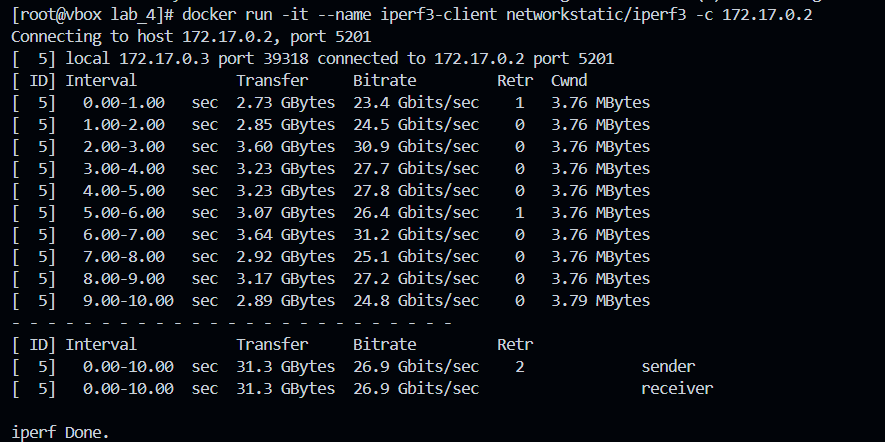 [root@vbox lab_4]# docker run -it --name iperf3-client networkstatic/iperf3 -c 172.17.0.2
Connecting to host 172.17.0.2, port 5201
[  5] local 172.17.0.3 port 39318 connected to 172.17.0.2 port 5201
[ ID] Interval           Transfer     Bitrate         Retr  Cwnd
[  5]   0.00-1.00   sec  2.73 GBytes  23.4 Gbits/sec    1   3.76 MBytes
[  5]   1.00-2.00   sec  2.85 GBytes  24.5 Gbits/sec    0   3.76 MBytes
[  5]   2.00-3.00   sec  3.60 GBytes  30.9 Gbits/sec    0   3.76 MBytes
[  5]   3.00-4.00   sec  3.23 GBytes  27.7 Gbits/sec    0   3.76 MBytes
[  5]   4.00-5.00   sec  3.23 GBytes  27.8 Gbits/sec    0   3.76 MBytes
[  5]   5.00-6.00   sec  3.07 GBytes  26.4 Gbits/sec    1   3.76 MBytes
[  5]   6.00-7.00   sec  3.64 GBytes  31.2 Gbits/sec    0   3.76 MBytes
[  5]   7.00-8.00   sec  2.92 GBytes  25.1 Gbits/sec    0   3.76 MBytes
[  5]   8.00-9.00   sec  3.17 GBytes  27.2 Gbits/sec    0   3.76 MBytes
[  5]   9.00-10.00  sec  2.89 GBytes  24.8 Gbits/sec    0   3.79 MBytes
- - - - - - - - - - - - - - - - - - - - - - - - -
[ ID] Interval           Transfer     Bitrate         Retr
[  5]   0.00-10.00  sec  31.3 GBytes  26.9 Gbits/sec    2             sender
[  5]   0.00-10.00  sec  31.3 GBytes  26.9 Gbits/sec                  receiver
iperf Done.